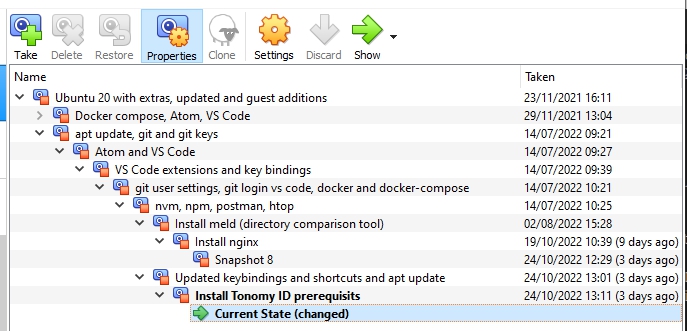 Take Delete Restore Properties Clone Settings Discard Show
Name Taken
Ubuntu 20 with extras, updated and guest additions 23/11/2021 16:11
Docker compose, Atom, VS Code 29/11/2021 13:04
apt update, git and git keys 14/07/2022 09:21
Atom and VS Code 14/07/2022 09:27
VS Code extensions and key bindings 14/07/2022 09:39
git user settings, git login vs code, docker and docker-compose 14/07/2022 10:21
nvm, npm, postman, htop 14/07/2022 10:25
Install meld (directory comparison tool) 02/08/2022 15:28
Install nginx 19/10/2022 10:39 (9 days ago)
Snapshot 8 24/10/2022 12:29 (3 days ago)
Updated keybindings and shortcuts and apt update 24/10/2022 13:01 (3 days ago)
Install Tonomy ID prerequisits 24/10/2022 13:11 (3 days ago)
Current State (changed)